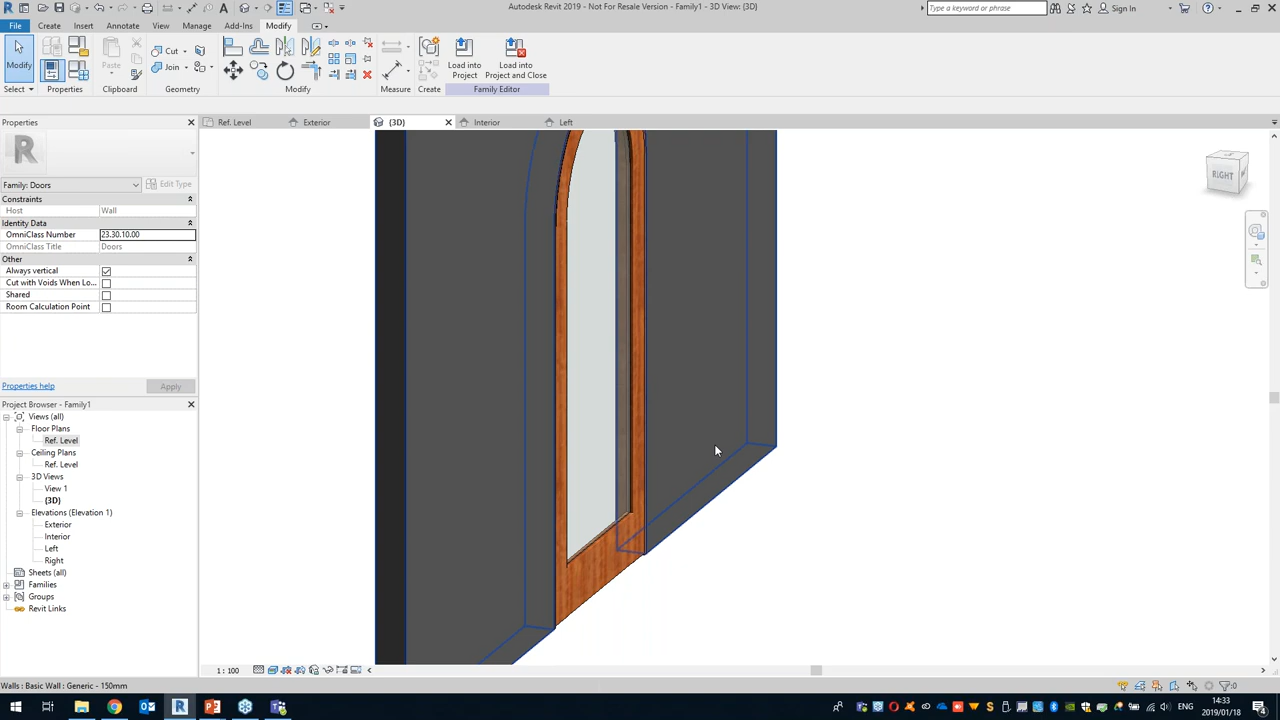 Autodesk Revit 2019 - Not For Resale Version - Family1 - 3D View: {3D}
Type a keyword or phrase
Sign In
File Create Insert Annotate View Manage Add-Ins Modify
Modify
Paste
Cut
Join
Load into Project
Load into Project and Close
Select Properties Clipboard Geometry Modify Measure Create Family Editor
Properties
Ref. Level Exterior {3D} Interior Left
RIGHT
Family: Doors Edit Type
Constraints
Host Wall
Identity Data
OmniClass Number 23.30.10.00
OmniClass Title Doors
Other
Always vertical
Cut with Voids When Lo...
Shared
Room Calculation Point
Properties help Apply
Project Browser - Family1
Views (all)
Floor Plans
Ref. Level
Ceiling Plans
Ref. Level
3D Views
View 1
{3D}
Elevations (Elevation 1)
Exterior
Interior
Left
Right
Sheets (all)
Families
Groups
Revit Links
1 : 100
Walls : Basic Wall : Generic - 150mm
:0
14:33
2019/01/18